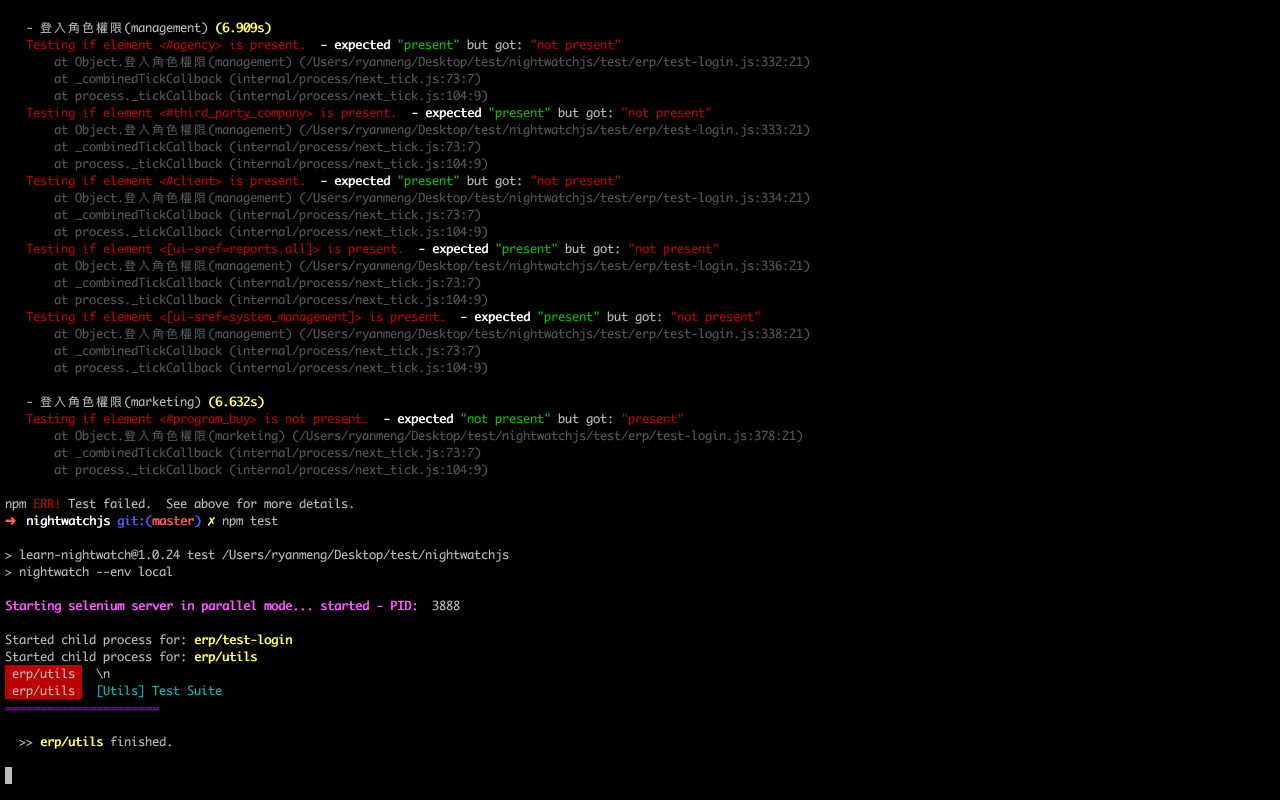 - 登入角色權限(management) (6.909s)
Testing if element <#agency> is present.  - expected "present" but got: "not present"
at Object.登入角色權限(management) (/Users/ryanmeng/Desktop/test/nightwatchjs/test/erp/test-login.js:332:21)
at _combinedTickCallback (internal/process/next_tick.js:73:7)
at process._tickCallback (internal/process/next_tick.js:104:9)
Testing if element <#third_party_company> is present.  - expected "present" but got: "not present"
at Object.登入角色權限(management) (/Users/ryanmeng/Desktop/test/nightwatchjs/test/erp/test-login.js:333:21)
at _combinedTickCallback (internal/process/next_tick.js:73:7)
at process._tickCallback (internal/process/next_tick.js:104:9)
Testing if element <#client> is present.  - expected "present" but got: "not present"
at Object.登入角色權限(management) (/Users/ryanmeng/Desktop/test/nightwatchjs/test/erp/test-login.js:334:21)
at _combinedTickCallback (internal/process/next_tick.js:73:7)
at process._tickCallback (internal/process/next_tick.js:104:9)
Testing if element <[ui-sref=reports.all]> is present.  - expected "present" but got: "not present"
at Object.登入角色權限(management) (/Users/ryanmeng/Desktop/test/nightwatchjs/test/erp/test-login.js:336:21)
at _combinedTickCallback (internal/process/next_tick.js:73:7)
at process._tickCallback (internal/process/next_tick.js:104:9)
Testing if element <[ui-sref=system_management]> is present.  - expected "present" but got: "not present"
at Object.登入角色權限(management) (/Users/ryanmeng/Desktop/test/nightwatchjs/test/erp/test-login.js:338:21)
at _combinedTickCallback (internal/process/next_tick.js:73:7)
at process._tickCallback (internal/process/next_tick.js:104:9)
- 登入角色權限(marketing) (6.632s)
Testing if element <#program_buy> is not present.  - expected "not present" but got: "present"
at Object.登入角色權限(marketing) (/Users/ryanmeng/Desktop/test/nightwatchjs/test/erp/test-login.js:378:21)
at _combinedTickCallback (internal/process/next_tick.js:73:7)
at process._tickCallback (internal/process/next_tick.js:104:9)
npm ERR! Test failed.  See above for more details.
➜  nightwatchjs git:(master) ✗ npm test
> learn-nightwatch@1.0.24 test /Users/ryanmeng/Desktop/test/nightwatchjs
> nightwatch --env local
Starting selenium server in parallel mode... started - PID:  3888
Started child process for: erp/test-login
Started child process for: erp/utils
erp/utils  \n
erp/utils  [Utils] Test Suite
======================
>> erp/utils finished.